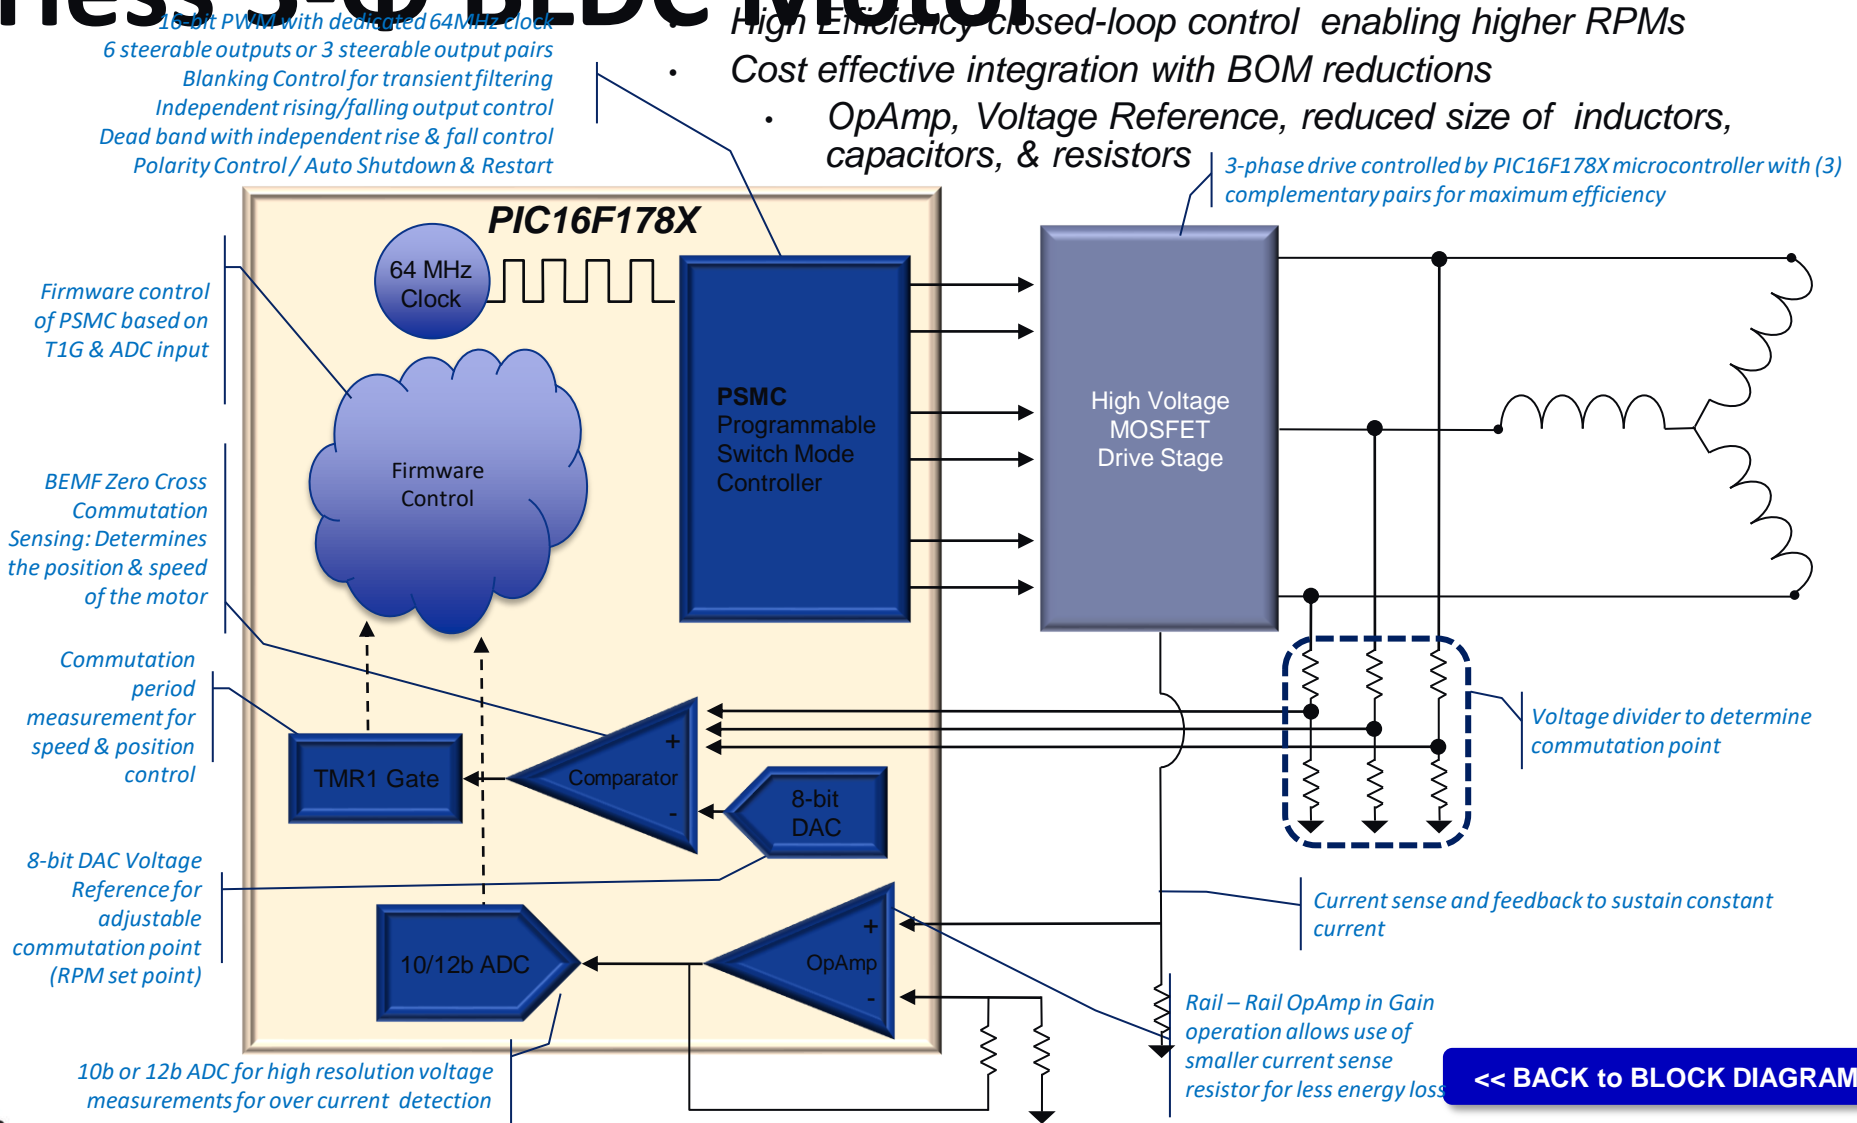 3-Φ BLDC Motor
16-bit PWM with dedicated 64MHz clock
6 steerable outputs or 3 steerable output pairs
Blanking Control for transient filtering
Independent rising/falling output control
Dead band with independent rise & fall control
Polarity Control / Auto Shutdown & Restart
• High Efficiency closed-loop control enabling higher RPMs
• Cost effective integration with BOM reductions
• OpAmp, Voltage Reference, reduced size of inductors,
capacitors, & resistors
3-phase drive controlled by PIC16F178X microcontroller with (3)
complementary pairs for maximum efficiency
PIC16F178X
64 MHz
Clock
Firmware control
of PSMC based on
T1G & ADC input
PSMC
Programmable
Switch Mode
Controller
High Voltage
MOSFET
Drive Stage
Firmware
Control
BEMF Zero Cross
Commutation
Sensing: Determines
the position & speed
of the motor
Commutation
period
measurement for
speed & position
control
TMR1 Gate
+
Comparator
-
8-bit
DAC
Voltage divider to determine
commutation point
8-bit DAC Voltage
Reference for
adjustable
commutation point
(RPM set point)
10/12b ADC
+
OpAmp
-
Current sense and feedback to sustain constant
current
Rail – Rail OpAmp in Gain
operation allows use of
smaller current sense
resistor for less energy loss
10b or 12b ADC for high resolution voltage
measurements for over current detection
<< BACK to BLOCK DIAGRAM